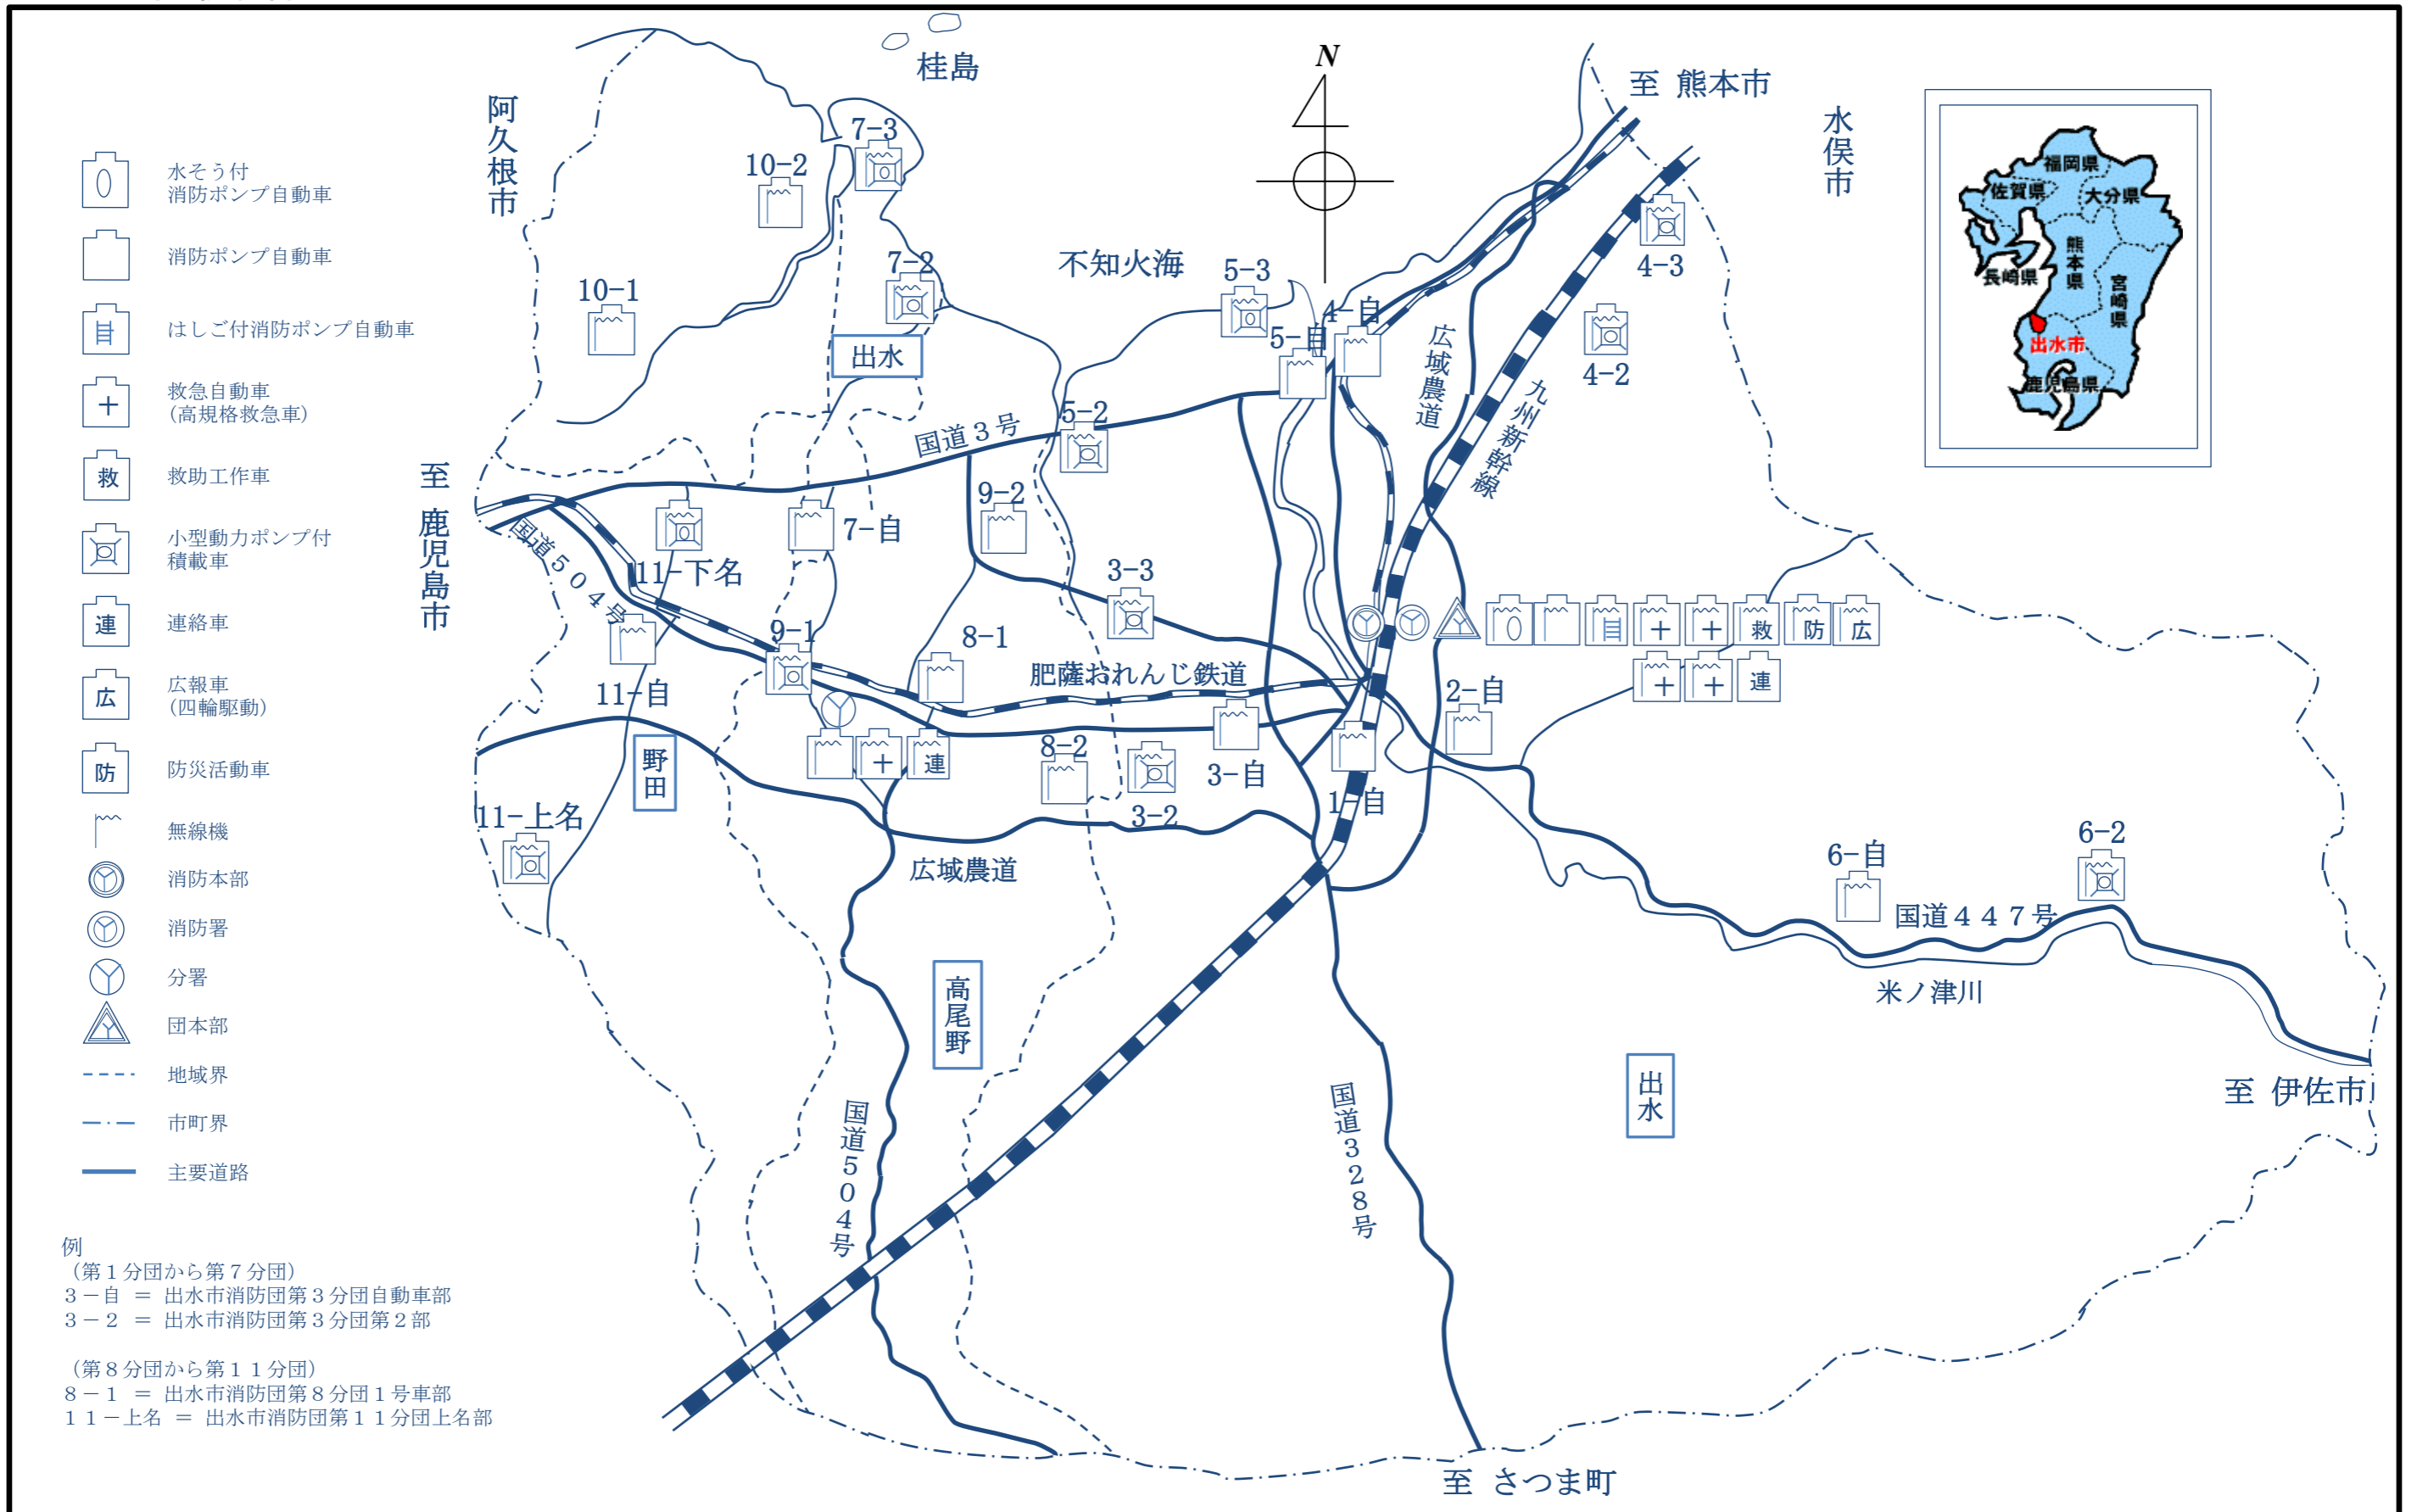 桂島
N
至 熊本市
阿久根市
水俣市
7-3
10-2
福岡県
佐賀県
大分県
熊本県
長崎県
宮崎県
出水市
鹿児島県
水そう付
消防ポンプ自動車
消防ポンプ自動車
はしご付消防ポンプ自動車
救急自動車
(高規格救急車)
救
救助工作車
小型動力ポンプ付
積載車
連
連絡車
広
広報車
(四輪駆動)
防
防災活動車
無線機
消防本部
消防署
分署
団本部
地域界
市町界
主要道路
7-2
不知火海
5-3
4-3
10-1
4-自
5-自
出水
広域農道
4-2
九州新幹線
5-2
国道3号
至 鹿児島市
9-2
7-自
国道504号
11-下名
3-3
救
防
広
9-1
8-1
肥薩おれんじ鉄道
連
11-自
2-自
野田
連
8-2
3-自
3-2
1-自
11-上名
広域農道
6-自
6-2
国道447号
米ノ津川
高尾野
出水
至 伊佐市
国道504号
国道328号
至 さつま町
例
(第1分団から第7分団)
3-自 = 出水市消防団第3分団自動車部
3-2 = 出水市消防団第3分団第2部
(第8分団から第11分団)
8-1 = 出水市消防団第8分団1号車部
11-上名 = 出水市消防団第11分団上名部